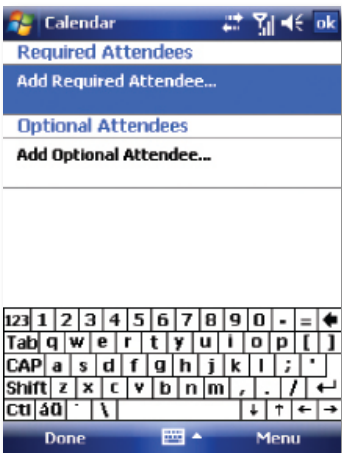 Calendar ok
Required Attendees
Add Required Attendee...
Optional Attendees
Add Optional Attendee...
123 1 2 3 4 5 6 7 8 9 0 - =
Tab q w e r t y u i o p [ ]
CAP a s d f g h j k l ; '
Shift z x c v b n m , . /
Ctl áü ` \
Done Menu